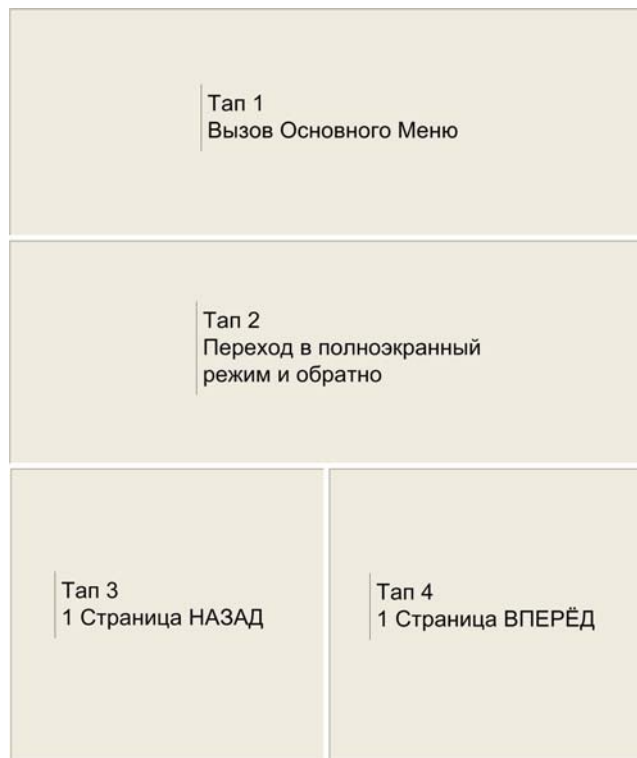 Тап 1
Вызов Основного Меню
Тап 2
Переход в полноэкранный
режим и обратно
Тап 3
1 Страница НАЗАД
Тап 4
1 Страница ВПЕРЁД